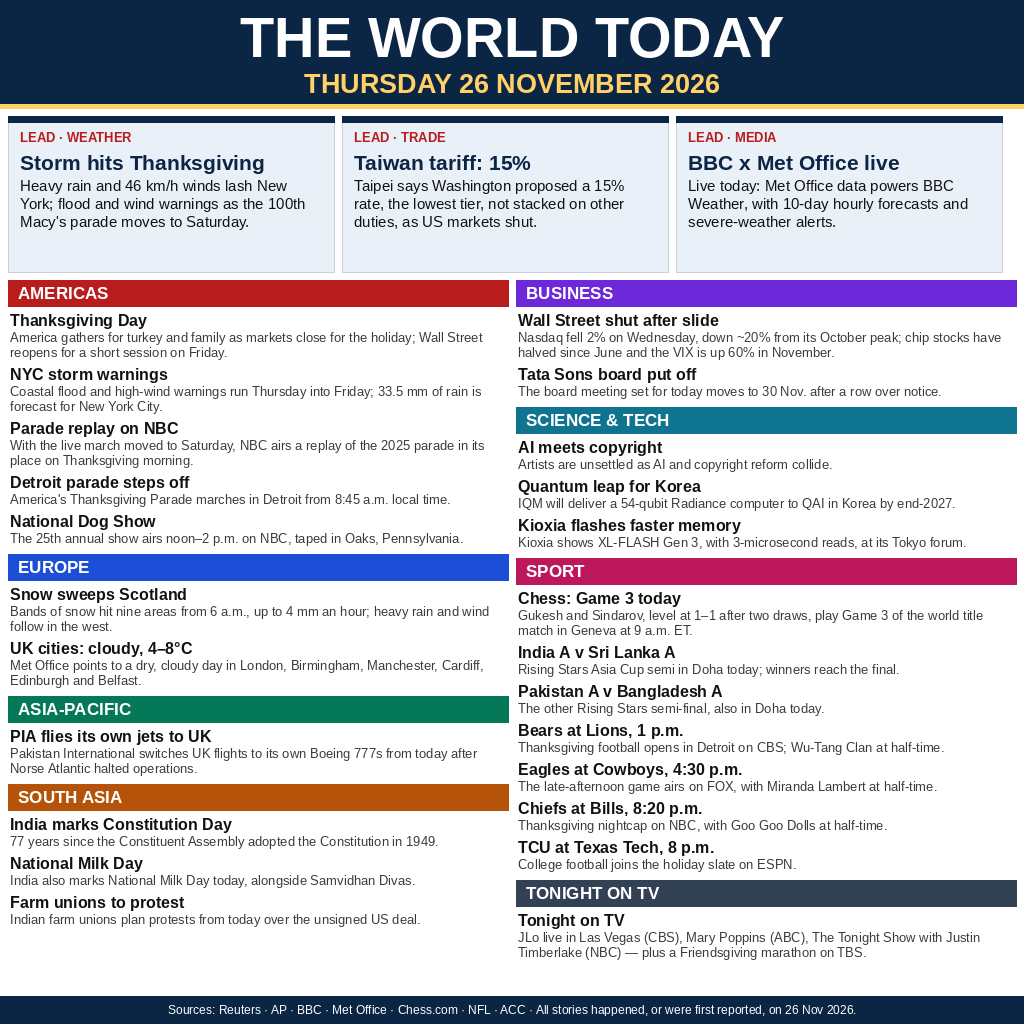 THE WORLD TODAY
THURSDAY 26 NOVEMBER 2026
LEAD · WEATHER
Storm hits Thanksgiving
Heavy rain and 46 km/h winds lash New
York; flood and wind warnings as the 100th
Macy's parade moves to Saturday.
LEAD · TRADE
Taiwan tariff: 15%
Taipei says Washington proposed a 15%
rate, the lowest tier, not stacked on other
duties, as US markets shut.
LEAD · MEDIA
BBC x Met Office live
Live today: Met Office data powers BBC
Weather, with 10-day hourly forecasts and
severe-weather alerts.
AMERICAS
Thanksgiving Day
America gathers for turkey and family as markets close for the holiday; Wall Street
reopens for a short session on Friday.
NYC storm warnings
Coastal flood and high-wind warnings run Thursday into Friday; 33.5 mm of rain is
forecast for New York City.
Parade replay on NBC
With the live march moved to Saturday, NBC airs a replay of the 2025 parade in its
place on Thanksgiving morning.
Detroit parade steps off
America's Thanksgiving Parade marches in Detroit from 8:45 a.m. local time.
National Dog Show
The 25th annual show airs noon–2 p.m. on NBC, taped in Oaks, Pennsylvania.
EUROPE
Snow sweeps Scotland
Bands of snow hit nine areas from 6 a.m., up to 4 mm an hour; heavy rain and wind
follow in the west.
UK cities: cloudy, 4–8°C
Met Office points to a dry, cloudy day in London, Birmingham, Manchester, Cardiff,
Edinburgh and Belfast.
ASIA-PACIFIC
PIA flies its own jets to UK
Pakistan International switches UK flights to its own Boeing 777s from today after
Norse Atlantic halted operations.
SOUTH ASIA
India marks Constitution Day
77 years since the Constituent Assembly adopted the Constitution in 1949.
National Milk Day
India also marks National Milk Day today, alongside Samvidhan Divas.
Farm unions to protest
Indian farm unions plan protests from today over the unsigned US deal.
BUSINESS
Wall Street shut after slide
Nasdaq fell 2% on Wednesday, down ~20% from its October peak; chip stocks have
halved since June and the VIX is up 60% in November.
Tata Sons board put off
The board meeting set for today moves to 30 Nov. after a row over notice.
SCIENCE & TECH
AI meets copyright
Artists are unsettled as AI and copyright reform collide.
Quantum leap for Korea
IQM will deliver a 54-qubit Radiance computer to QAI in Korea by end-2027.
Kioxia flashes faster memory
Kioxia shows XL-FLASH Gen 3, with 3-microsecond reads, at its Tokyo forum.
SPORT
Chess: Game 3 today
Gukesh and Sindarov, level at 1–1 after two draws, play Game 3 of the world title
match in Geneva at 9 a.m. ET.
India A v Sri Lanka A
Rising Stars Asia Cup semi in Doha today; winners reach the final.
Pakistan A v Bangladesh A
The other Rising Stars semi-final, also in Doha today.
Bears at Lions, 1 p.m.
Thanksgiving football opens in Detroit on CBS; Wu-Tang Clan at half-time.
Eagles at Cowboys, 4:30 p.m.
The late-afternoon game airs on FOX, with Miranda Lambert at half-time.
Chiefs at Bills, 8:20 p.m.
Thanksgiving nightcap on NBC, with Goo Goo Dolls at half-time.
TCU at Texas Tech, 8 p.m.
College football joins the holiday slate on ESPN.
TONIGHT ON TV
Tonight on TV
JLo live in Las Vegas (CBS), Mary Poppins (ABC), The Tonight Show with Justin
Timberlake (NBC) — plus a Friendsgiving marathon on TBS.
Sources: Reuters · AP · BBC · Met Office · Chess.com · NFL · ACC · All stories happened, or were first reported, on 26 Nov 2026.